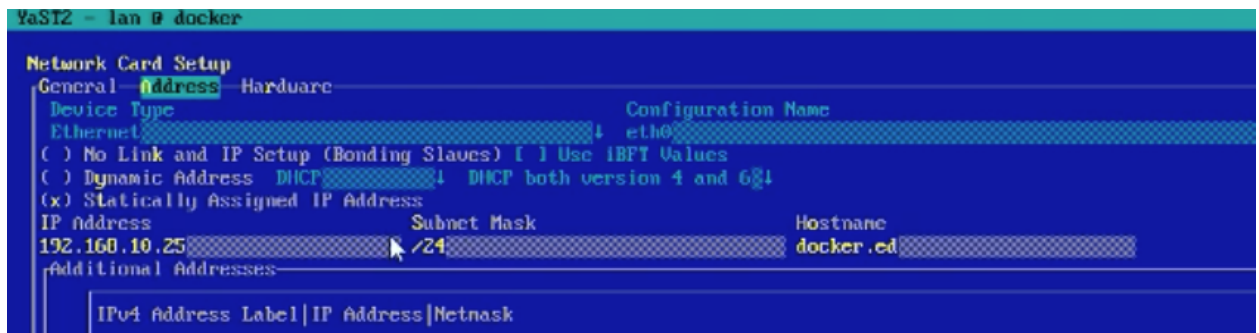 YaST2 - lan @ docker
Network Card Setup
General Address Hardware
Device Type Configuration Name
Ethernet eth0
( ) No Link and IP Setup (Bonding Slaves) [ ] Use iBFT Values
( ) Dynamic Address DHCP DHCP both version 4 and 6
(x) Statically Assigned IP Address
IP Address Subnet Mask Hostname
192.168.10.25 /24 docker.ed
Additional Addresses
IPv4 Address Label|IP Address|Netmask